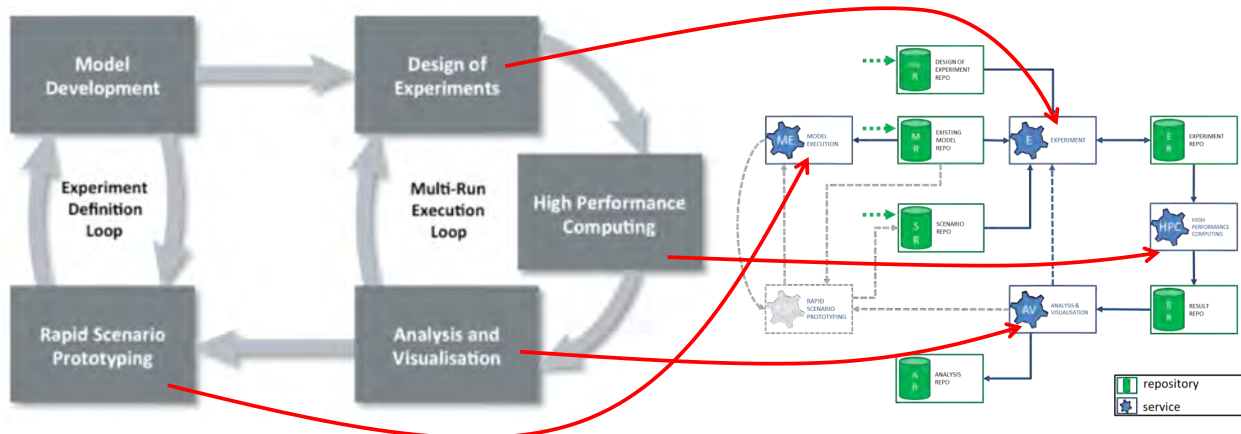 Model
Development
Design of
Experiments
Experiment
Definition
Loop
Multi-Run
Execution
Loop
High Performance
Computing
Rapid Scenario
Prototyping
Analysis and
Visualisation
R
DESIGN OF
EXPERIMENT
REPO
ME
MODEL
EXECUTION
M
R
EXISTING
MODEL
REPO
E
EXPERIMENT
E
R
EXPERIMENT
REPO
S
R
SCENARIO
REPO
HPC
HIGH
PERFORMANCE
COMPUTING
RAPID
SCENARIO
PROTOTYPING
AV
ANALYSIS &
VISUALISATION
R
R
RESULT
REPO
A
R
ANALYSIS
REPO
repository
service